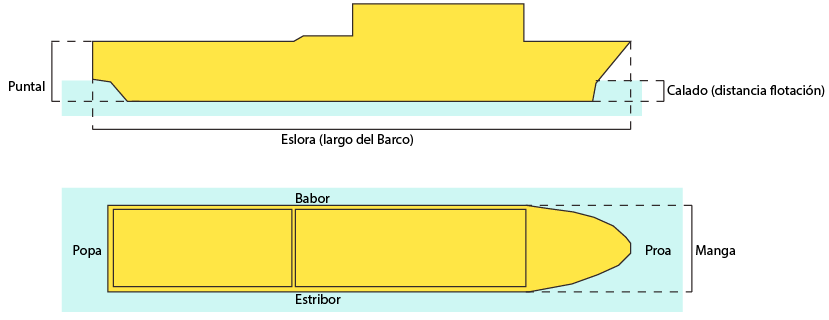 Puntal
Calado (distancia flotación)
Eslora (largo del Barco)
Babor
Popa
Proa
Manga
Estribor